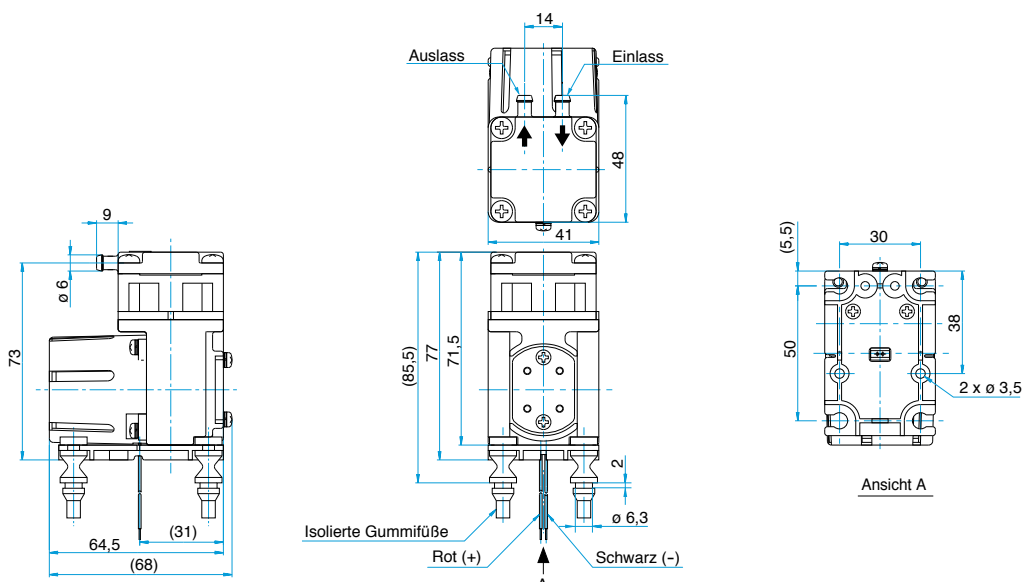 14
Auslass
Einlass
48
41
9
ø 6
73
(31)
64,5
(68)
(85,5)
77
71,5
2
ø 6,3
Isolierte Gummifüße
Rot (+)
Schwarz (-)
A
(5,5)
30
50
38
2 x ø 3,5
Ansicht A